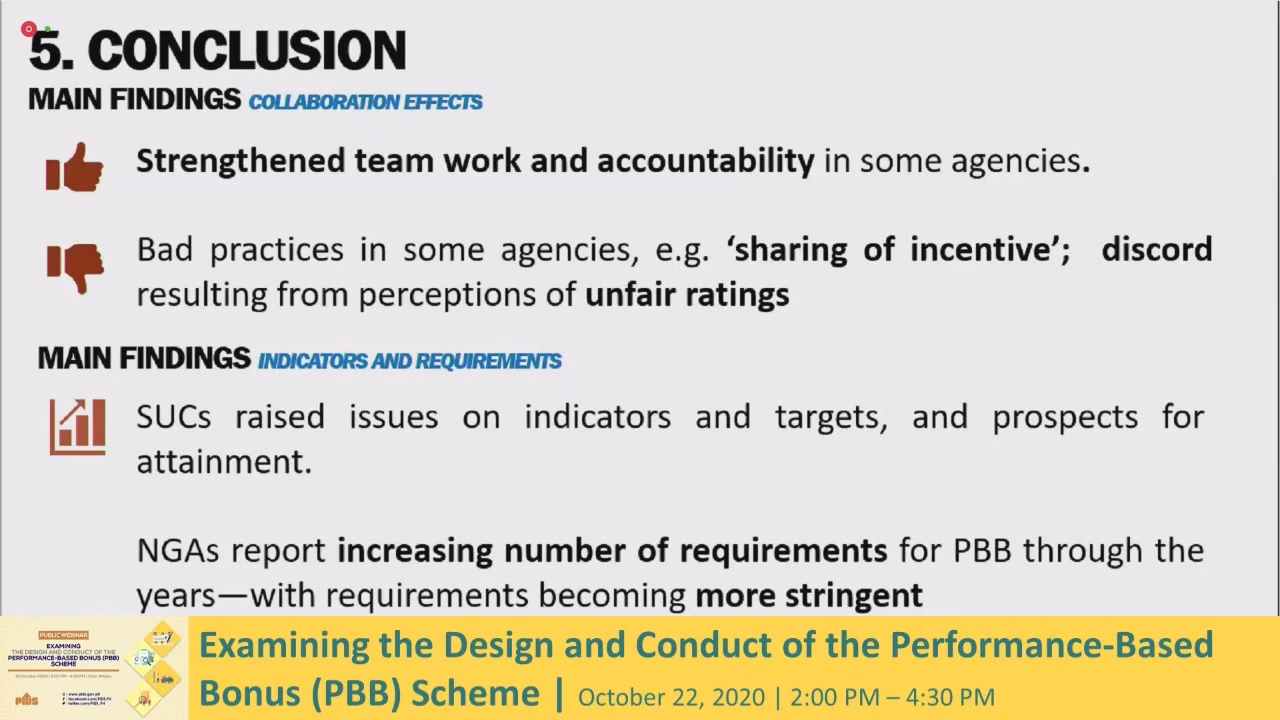 5. CONCLUSION
MAIN FINDINGS COLLABORATION EFFECTS
Strengthened team work and accountability in some agencies.
Bad practices in some agencies, e.g. ‘sharing of incentive’; discord
resulting from perceptions of unfair ratings
MAIN FINDINGS INDICATORS AND REQUIREMENTS
SUCs raised issues on indicators and targets, and prospects for
attainment.
NGAs report increasing number of requirements for PBB through the
years—with requirements becoming more stringent
PUBLIC WEBINAR
EXAMINING
THE DESIGN AND CONDUCT OF THE
PERFORMANCE-BASED BONUS (PBB)
SCHEME
Examining the Design and Conduct of the Performance-Based
Bonus (PBB) Scheme | October 22, 2020 | 2:00 PM – 4:30 PM